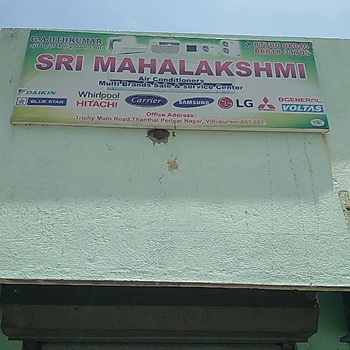 G.AJITHKUMAR
SRI MAHALAKSHMI
Air Conditioners
Multi Brands Sale & service Center
DAIKIN Whirlpool Carrier SAMSUNG LG GENERAL
BLUE STAR HITACHI VOLTAS
Office Address:
Trichy Main Road, Thanthai Periyar Nagar, Villupuram-605 602